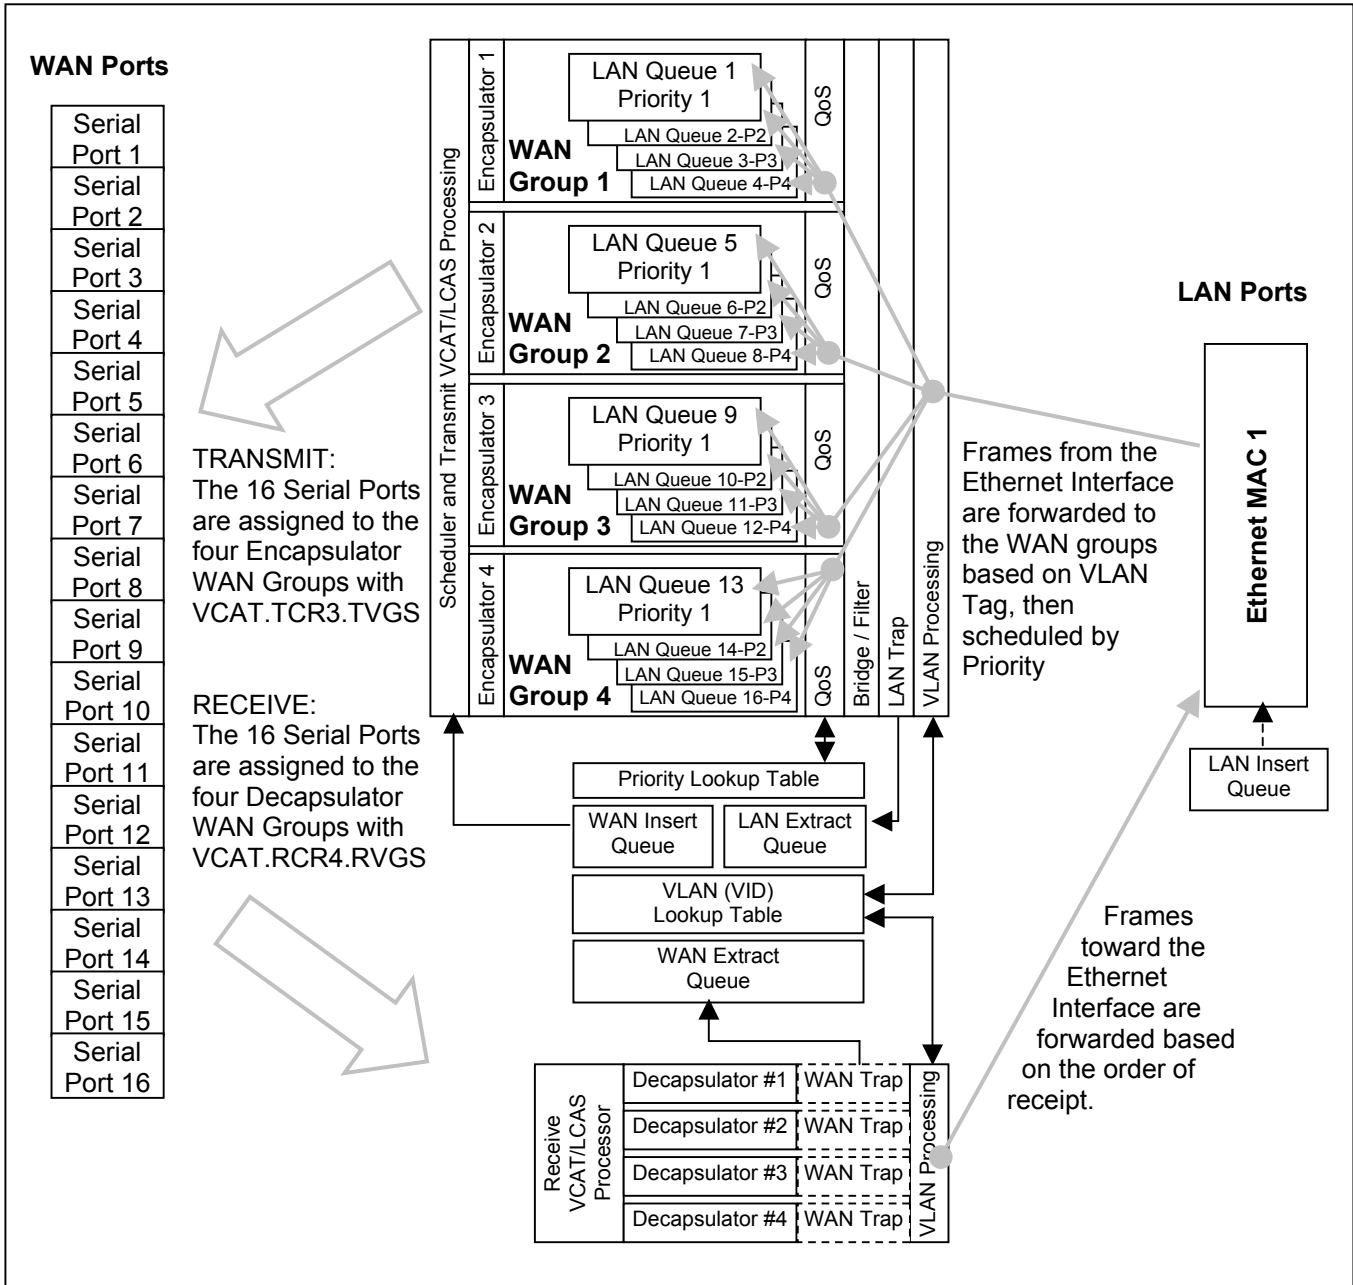 WAN Ports
Serial
Port 1
Serial
Port 2
Serial
Port 3
Serial
Port 4
Serial
Port 5
Serial
Port 6
Serial
Port 7
Serial
Port 8
Serial
Port 9
Serial
Port 10
Serial
Port 11
Serial
Port 12
Serial
Port 13
Serial
Port 14
Serial
Port 15
Serial
Port 16
TRANSMIT:
The 16 Serial Ports
are assigned to the
four Encapsulator
WAN Groups with
VCAT.TCR3.TVGS
RECEIVE:
The 16 Serial Ports
are assigned to the
four Decapsulator
WAN Groups with
VCAT.RCR4.RVGS
Scheduler and Transmit VCAT/LCAS Processing
Encapsulator 1
WAN
Group 1
LAN Queue 1
Priority 1
LAN Queue 2-P2
LAN Queue 3-P3
LAN Queue 4-P4
QoS
Encapsulator 2
WAN
Group 2
LAN Queue 5
Priority 1
LAN Queue 6-P2
LAN Queue 7-P3
LAN Queue 8-P4
QoS
Encapsulator 3
WAN
Group 3
LAN Queue 9
Priority 1
LAN Queue 10-P2
LAN Queue 11-P3
LAN Queue 12-P4
QoS
Encapsulator 4
WAN
Group 4
LAN Queue 13
Priority 1
LAN Queue 14-P2
LAN Queue 15-P3
LAN Queue 16-P4
QoS
Bridge / Filter
LAN Trap
VLAN Processing
Priority Lookup Table
WAN Insert
Queue
LAN Extract
Queue
VLAN (VID)
Lookup Table
WAN Extract
Queue
Receive
VCAT/LCAS
Processor
Decapsulator #1
WAN Trap
Decapsulator #2
WAN Trap
Decapsulator #3
WAN Trap
Decapsulator #4
WAN Trap
VLAN Processing
Frames from the
Ethernet Interface
are forwarded to
the WAN groups
based on VLAN
Tag, then
scheduled by
Priority
LAN Ports
Ethernet MAC 1
LAN Insert
Queue
Frames
toward the
Ethernet
Interface are
forwarded based
on the order of
receipt.